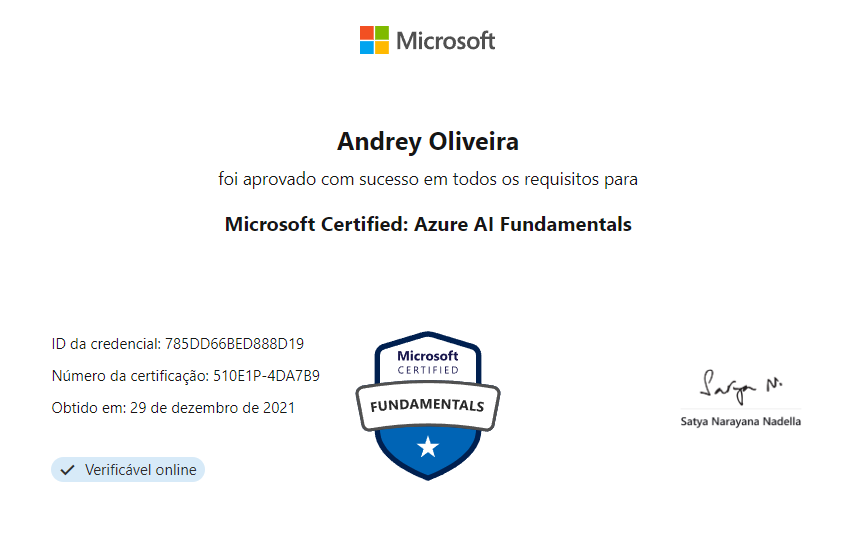 Microsoft
Andrey Oliveira
foi aprovado com sucesso em todos os requisitos para
Microsoft Certified: Azure AI Fundamentals
ID da credencial: 785DD66BED888D19
Número da certificação: 510E1P-4DA7B9
Obtido em: 29 de dezembro de 2021
Verificável online
Microsoft
CERTIFIED
FUNDAMENTALS
Satya N.
Satya Narayana Nadella